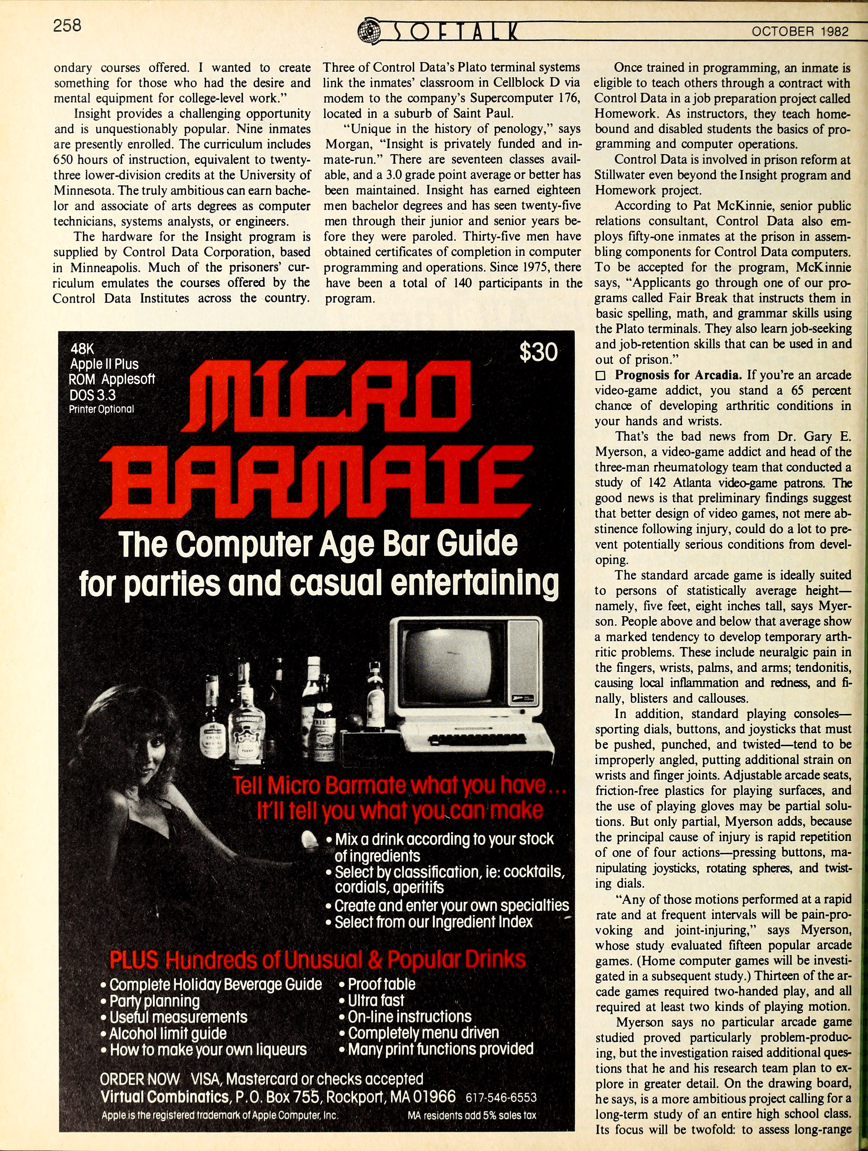 258
SOFTALK
OCTOBER 1982
ondary courses offered. I wanted to create
something for those who had the desire and
mental equipment for college-level work."
Insight provides a challenging opportunity
and is unquestionably popular. Nine inmates
are presently enrolled. The curriculum includes
650 hours of instruction, equivalent to twenty-
three lower-division credits at the University of
Minnesota. The truly ambitious can earn bache-
lor and associate of arts degrees as computer
technicians, systems analysts, or engineers.
The hardware for the Insight program is
supplied by Control Data Corporation, based
in Minneapolis. Much of the prisoners' cur-
riculum emulates the courses offered by the
Control Data Institutes across the country.
Three of Control Data's Plato terminal systems
link the inmates' classroom in Cellblock D via
modem to the company's Supercomputer 176,
located in a suburb of Saint Paul.
"Unique in the history of penology," says
Morgan, "Insight is privately funded and in-
mate-run." There are seventeen classes avail-
able, and a 3.0 grade point average or better has
been maintained. Insight has earned eighteen
men bachelor degrees and has seen twenty-five
men through their junior and senior years be-
fore they were paroled. Thirty-five men have
obtained certificates of completion in computer
programming and operations. Since 1975, there
have been a total of 140 participants in the
program.
Once trained in programming, an inmate is
eligible to teach others through a contract with
Control Data in a job preparation project called
Homework. As instructors, they teach home-
bound and disabled students the basics of pro-
gramming and computer operations.
Control Data is involved in prison reform at
Stillwater even beyond the Insight program and
Homework project.
According to Pat McKinnie, senior public
relations consultant, Control Data also em-
ploys fifty-one inmates at the prison in assem-
bling components for Control Data computers.
To be accepted for the program, McKinnie
says, "Applicants go through one of our pro-
grams called Fair Break that instructs them in
basic spelling, math, and grammar skills using
the Plato terminals. They also learn job-seeking
and job-retention skills that can be used in and
out of prison."
☐ Prognosis for Arcadia. If you're an arcade
video-game addict, you stand a 65 percent
chance of developing arthritic conditions in
your hands and wrists.
That's the bad news from Dr. Gary E.
Myerson, a video-game addict and head of the
three-man rheumatology team that conducted a
study of 142 Atlanta video-game patrons. The
good news is that preliminary findings suggest
that better design of video games, not mere ab-
stinence following injury, could do a lot to pre-
vent potentially serious conditions from devel-
oping.
The standard arcade game is ideally suited
to persons of statistically average height—
namely, five feet, eight inches tall, says Myer-
son. People above and below that average show
a marked tendency to develop temporary arth-
ritic problems. These include neuralgic pain in
the fingers, wrists, palms, and arms; tendonitis,
causing local inflammation and redness, and fi-
nally, blisters and callouses.
In addition, standard playing consoles—
sporting dials, buttons, and joysticks that must
be pushed, punched, and twisted—tend to be
improperly angled, putting additional strain on
wrists and finger joints. Adjustable arcade seats,
friction-free plastics for playing surfaces, and
the use of playing gloves may be partial solu-
tions. But only partial, Myerson adds, because
the principal cause of injury is rapid repetition
of one of four actions—pressing buttons, ma-
nipulating joysticks, rotating spheres, and twist-
ing dials.
"Any of those motions performed at a rapid
rate and at frequent intervals will be pain-pro-
voking and joint-injuring," says Myerson,
whose study evaluated fifteen popular arcade
games. (Home computer games will be investi-
gated in a subsequent study.) Thirteen of the ar-
cade games required two-handed play, and all
required at least two kinds of playing motion.
Myerson says no particular arcade game
studied proved particularly problem-produc-
ing, but the investigation raised additional ques-
tions that he and his research team plan to ex-
plore in greater detail. On the drawing board,
he says, is a more ambitious project calling for a
long-term study of an entire high school class.
Its focus will be twofold: to assess long-range
48K
Apple II Plus
ROM Applesoft
DOS 3.3
Printer Optional
$30
MICRO
BARMATE
The Computer Age Bar Guide
for parties and casual entertaining
Tell Micro Barmate what you have...
It'll tell you what you can make
• Mix a drink according to your stock
of ingredients
• Select by classification, ie: cocktails,
cordials, aperitifs
• Create and enter your own specialties
• Select from our Ingredient Index
PLUS Hundreds of Unusual & Popular Drinks
• Complete Holiday Beverage Guide
• Party planning
• Useful measurements
• Alcohol limit guide
• How to make your own liqueurs
• Proof table
• Ultra fast
• On-line instructions
• Completely menu driven
• Many print functions provided
ORDER NOW VISA, Mastercard or checks accepted
Virtual Combinatics, P.O. Box 755, Rockport, MA 01966 617-546-6553
Apple is the registered trademark of Apple Computer, Inc. MA residents add 5% sales tax